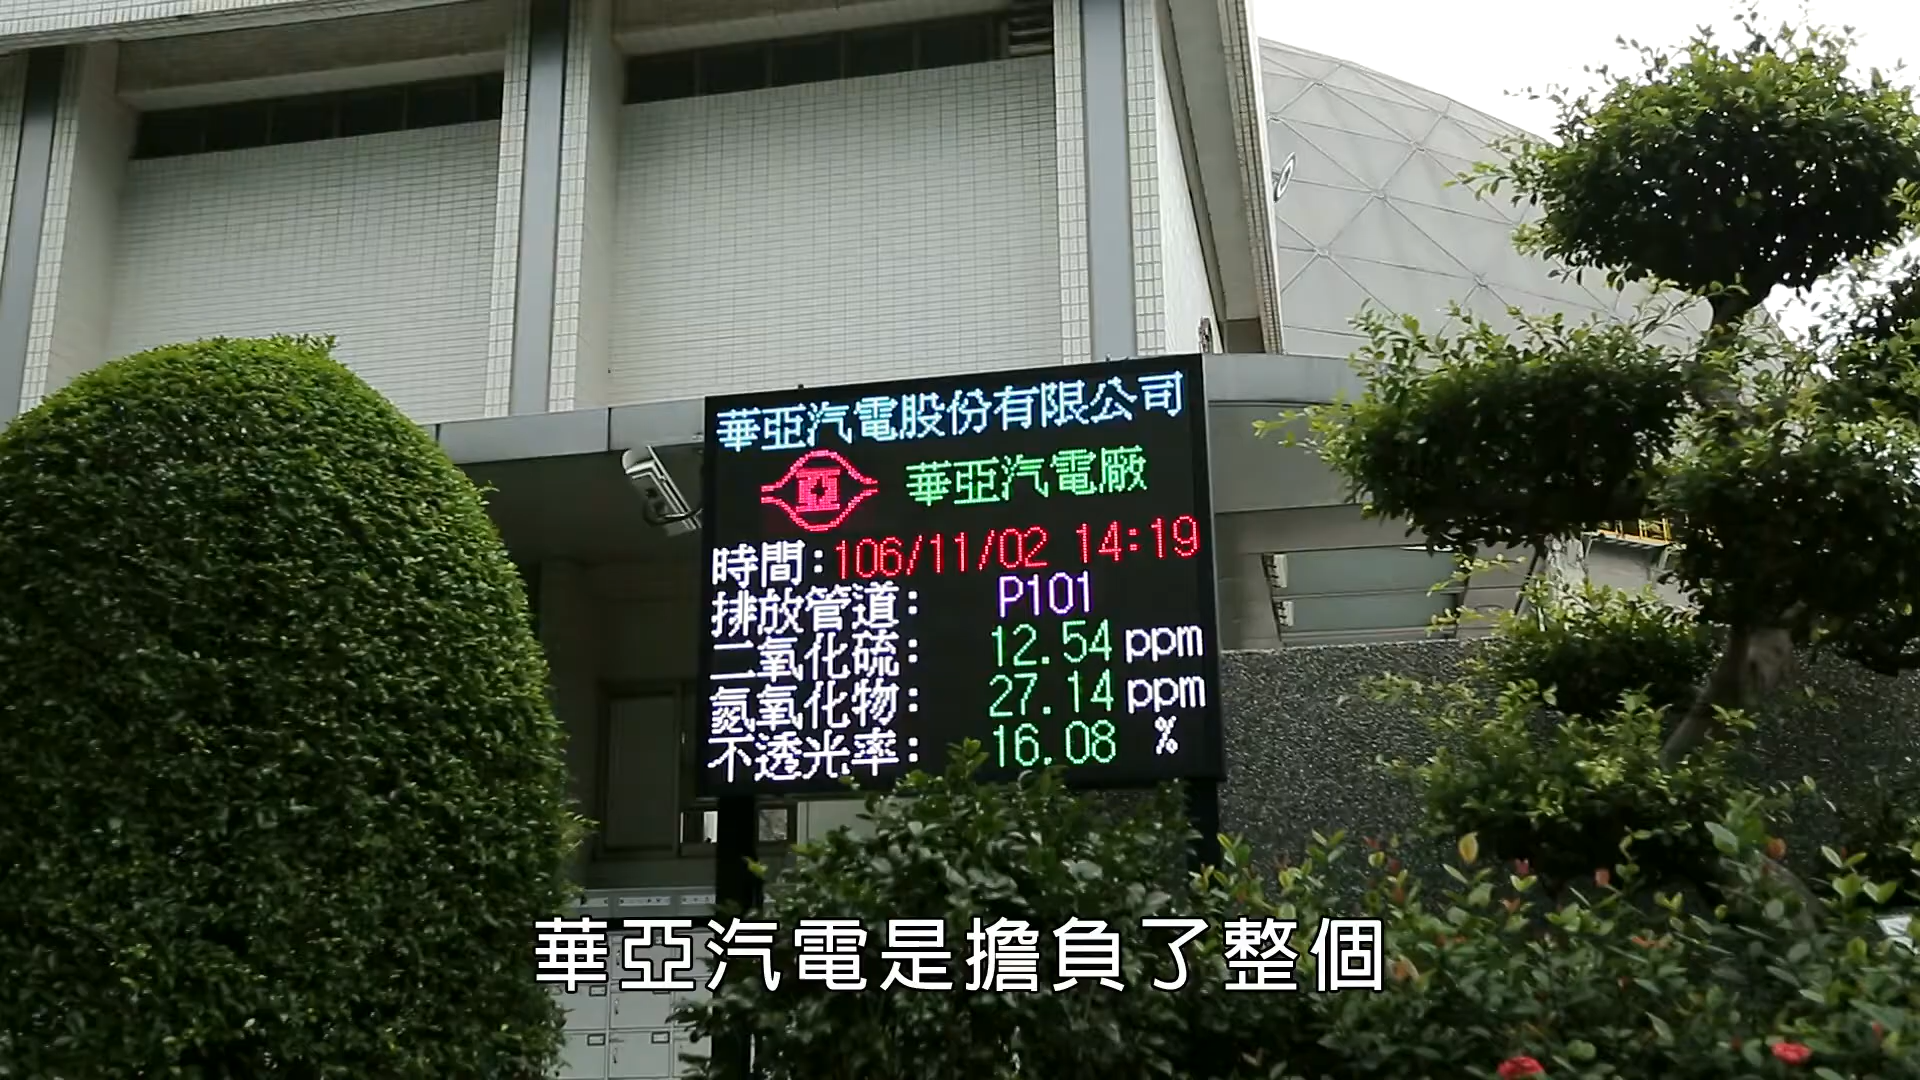 華亞汽電股份有限公司
華亞汽電廠
時間:106/11/02 14:19
排放管道: P101
二氧化硫: 12.54 ppm
氮氧化物: 27.14 ppm
不透光率: 16.08 %
華亞汽電是擔負了整個